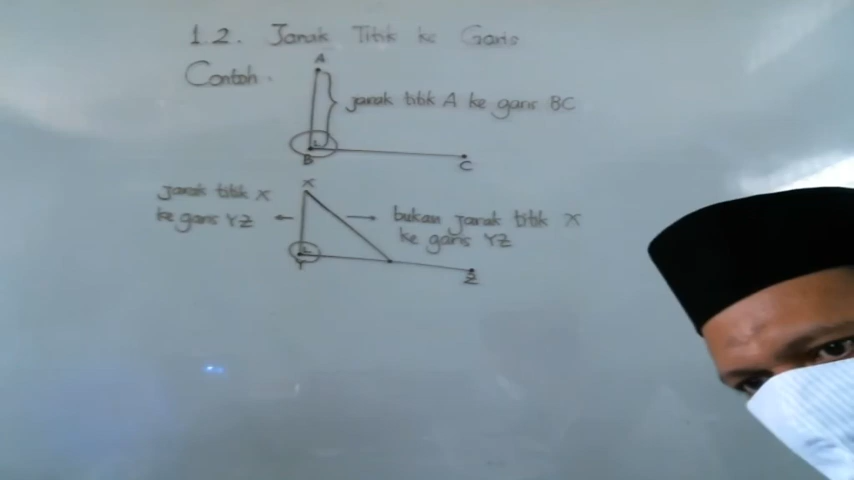 1.2. Jarak Titik ke Garis
Contoh.
A
jarak titik A ke garis BC
B
C
jarak titik X
ke garis YZ
X
bukan jarak titik X
ke garis YZ
Y
Z